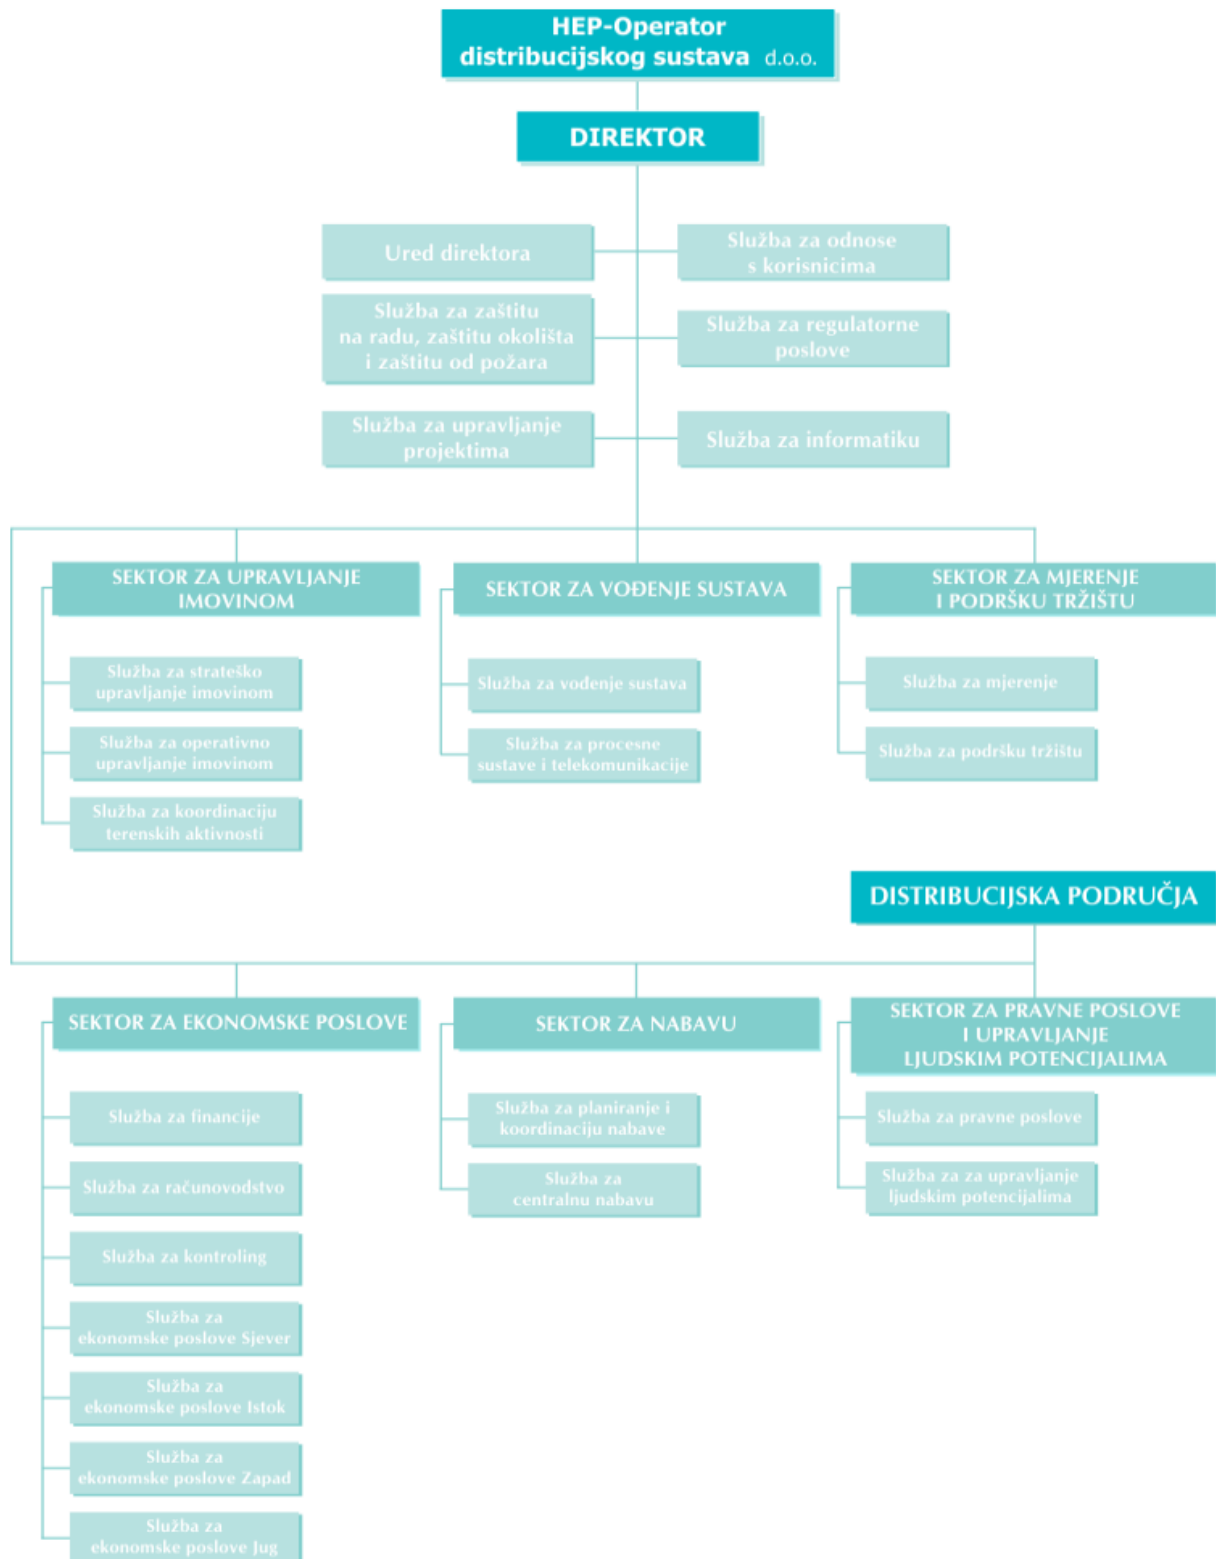 HEP-Operator
distribucijskog sustava d.o.o.
DIREKTOR
Ured direktora
Služba za odnose
s korisnicima
Služba za zaštitu
na radu, zaštitu okolišta
i zaštitu od požara
Služba za regulatorne
poslove
Služba za upravljanje
projektima
Služba za informatiku
SEKTOR ZA UPRAVLJANJE
IMOVINOM
Služba za strateško
upravljanje imovinom
Služba za operativno
upravljanje imovinom
Služba za koordinaciju
terenskih aktivnosti
SEKTOR ZA VOĐENJE SUSTAVA
Služba za vođenje sustava
Služba za procesne
sustave i telekomunikacije
SEKTOR ZA MJERENJE
I PODRŠKU TRŽIŠTU
Služba za mjerenje
Služba za podršku tržištu
DISTRIBUCIJSKA PODRUČJA
SEKTOR ZA EKONOMSKE POSLOVE
Služba za financije
Služba za računovodstvo
Služba za kontroling
Služba za
ekonomske poslove Sjever
Služba za
ekonomske poslove Istok
Služba za
ekonomske poslove Zapad
Služba za
ekonomske poslove Jug
SEKTOR ZA NABAVU
Služba za planiranje i
koordinaciju nabave
Služba za
centralnu nabavu
SEKTOR ZA PRAVNE POSLOVE
I UPRAVLJANJE
LJUDSKIM POTENCIJALIMA
Služba za pravne poslove
Služba za za upravljanje
ljudskim potencijalima